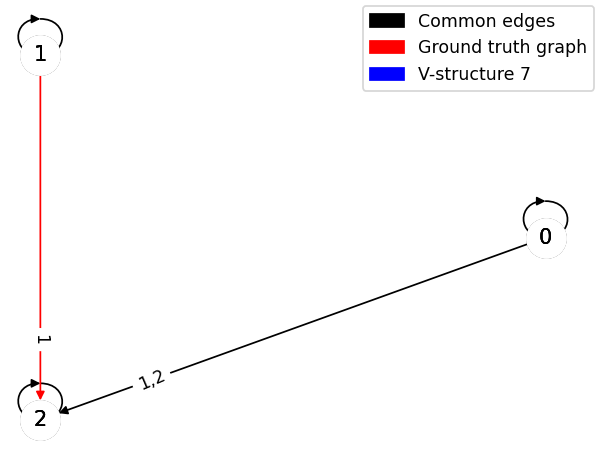 1
Common edges
Ground truth graph
V-structure 7
0
1
1,2
2